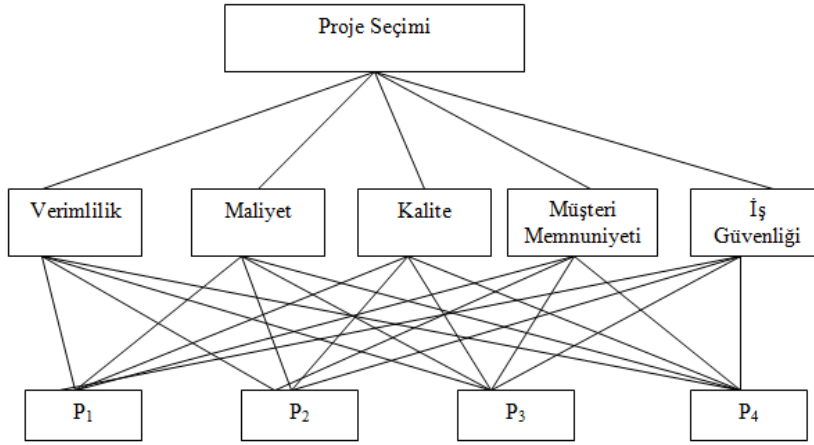 Proje Seçimi
Verimlilik
Maliyet
Kalite
Müşteri
Memnuniyeti
İş
Güvenliği
P₁
P₂
P₃
P₄